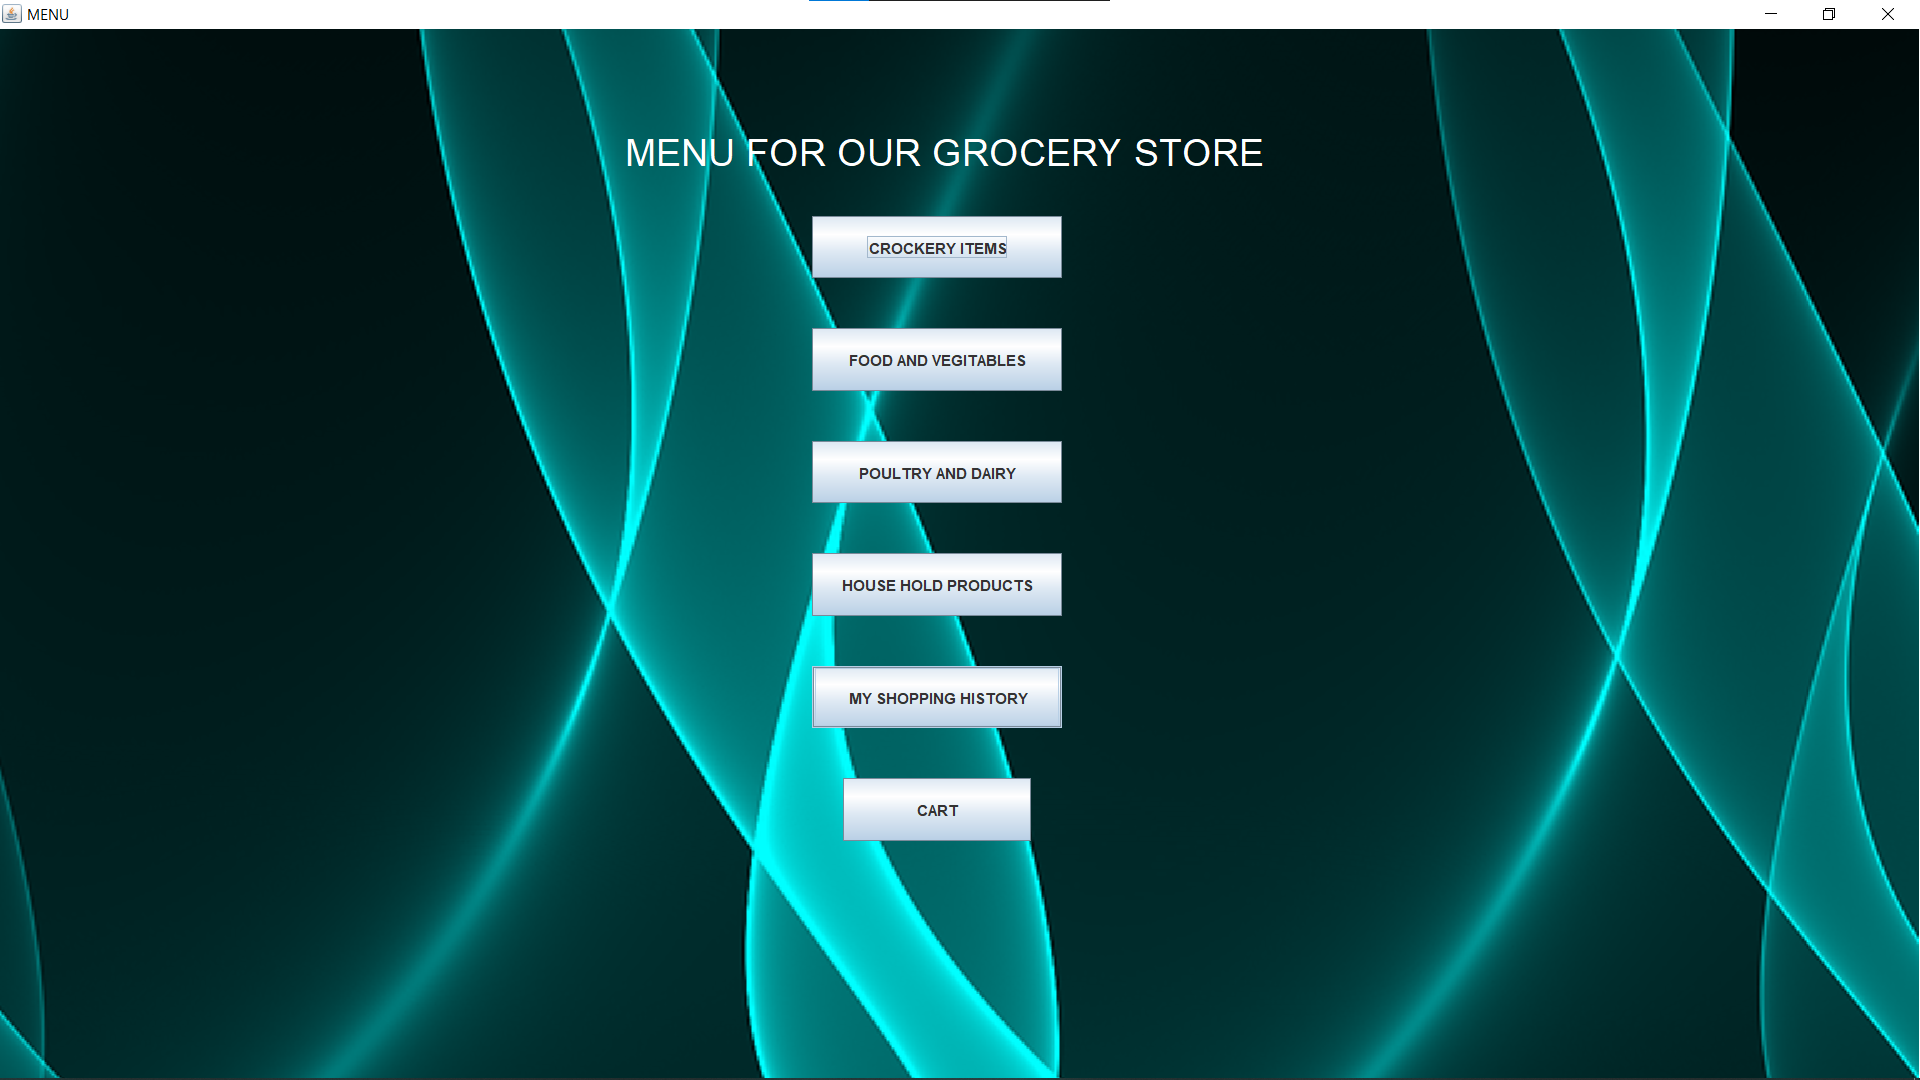 MENU
MENU FOR OUR GROCERY STORE
CROCKERY ITEMS
FOOD AND VEGITABLES
POULTRY AND DAIRY
HOUSE HOLD PRODUCTS
MY SHOPPING HISTORY
CART